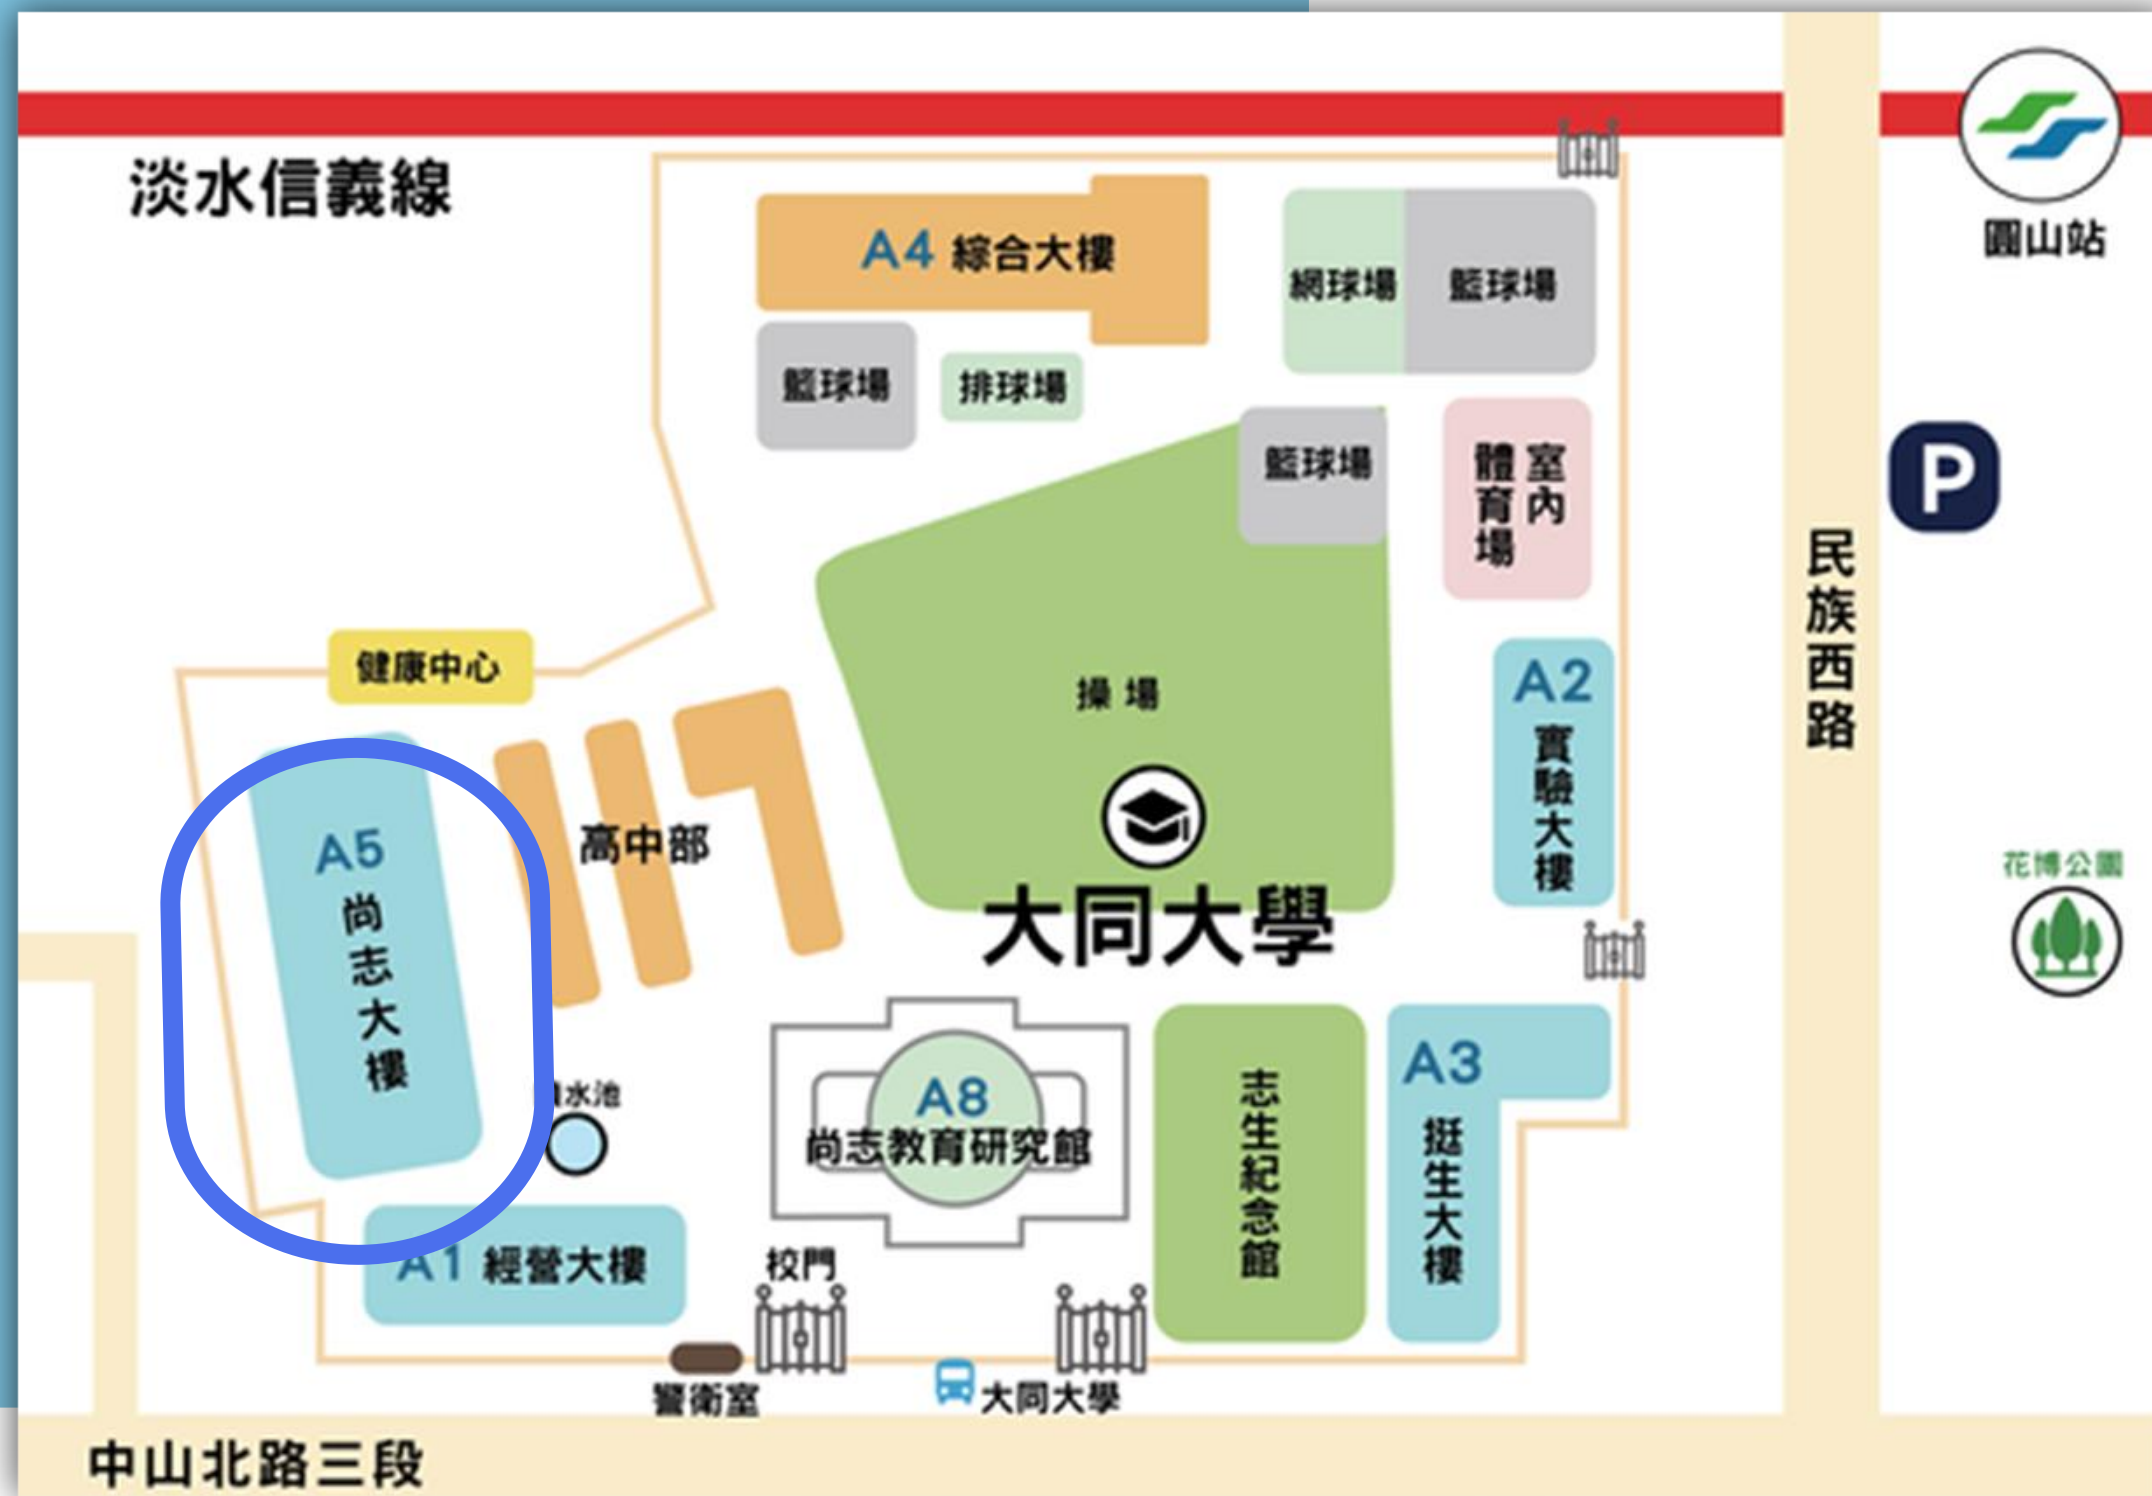 淡水信義線
圓山站
A4 綜合大樓
網球場
籃球場
籃球場
排球場
籃球場
室內
體育場
P
民族西路
健康中心
操場
A2
實驗大樓
高中部
A5
尚志大樓
花博公園
大同大學
水池
A8
尚志教育研究館
志生紀念館
A3
挺生大樓
A1 經營大樓
校門
警衛室
大同大學
中山北路三段